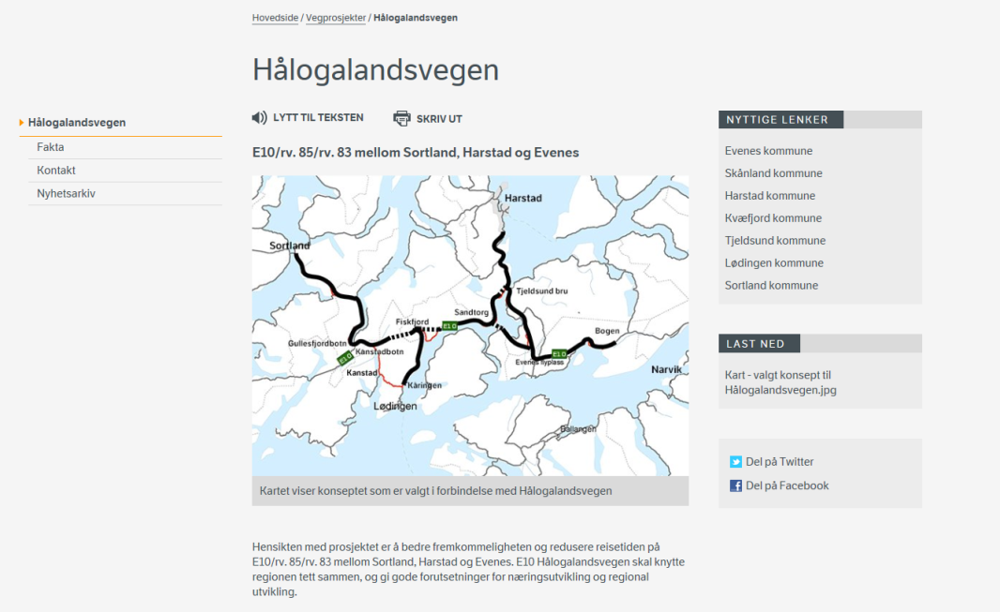 Hovedside / Vegprosjekter / Hålogalandsvegen
Hålogalandsvegen
Hålogalandsvegen
Fakta
Kontakt
Nyhetsarkiv
LYTT TIL TEKSTEN
SKRIV UT
E10/rv. 85/rv. 83 mellom Sortland, Harstad og Evenes
Harstad
Sortland
Tjeldsund bru
Sandtorg
Fiskfjord
E10
Bogen
Gullesfjordbotn
Kanstadbotn
E10
E10
Evenes flyplass
Kanstad
Narvik
Kåringen
Lødingen
Ballangen
Kartet viser konseptet som er valgt i forbindelse med Hålogalandsvegen
Hensikten med prosjektet er å bedre fremkommeligheten og redusere reisetiden på
E10/rv. 85/rv. 83 mellom Sortland, Harstad og Evenes. E10 Hålogalandsvegen skal knytte
regionen tett sammen, og gi gode forutsetninger for næringsutvikling og regional
utvikling.
NYTTIGE LENKER
Evenes kommune
Skånland kommune
Harstad kommune
Kvæfjord kommune
Tjeldsund kommune
Lødingen kommune
Sortland kommune
LAST NED
Kart - valgt konsept til
Hålogalandsvegen.jpg
Del på Twitter
Del på Facebook